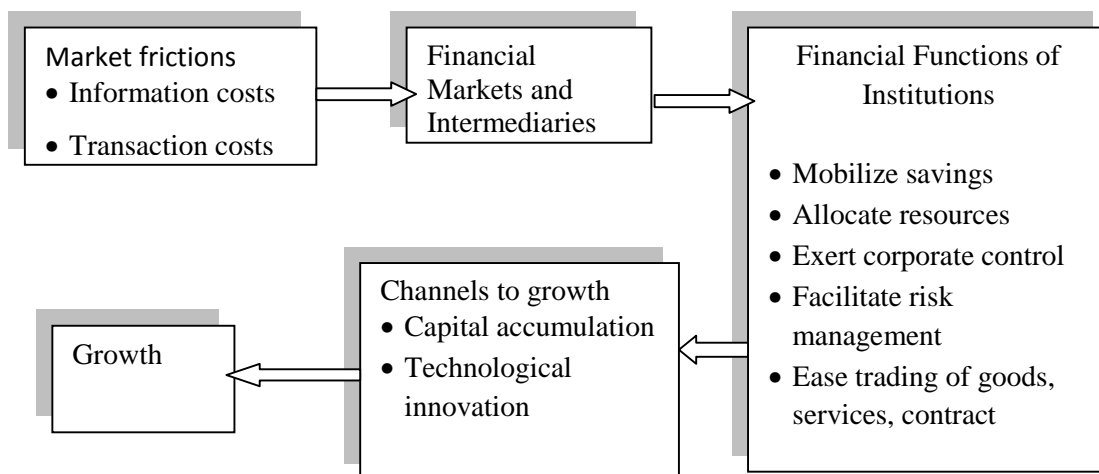 Market frictions
• Information costs
• Transaction costs
Financial
Markets and
Intermediaries
Financial Functions of
Institutions
• Mobilize savings
• Allocate resources
• Exert corporate control
• Facilitate risk
management
• Ease trading of goods,
services, contract
Channels to growth
• Capital accumulation
• Technological
innovation
Growth